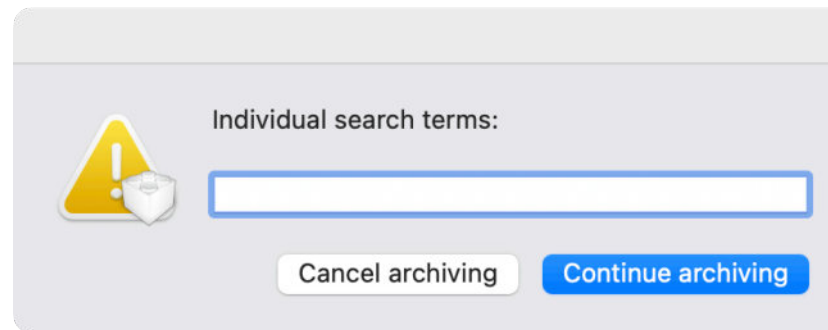 Individual search terms:
Cancel archiving
Continue archiving